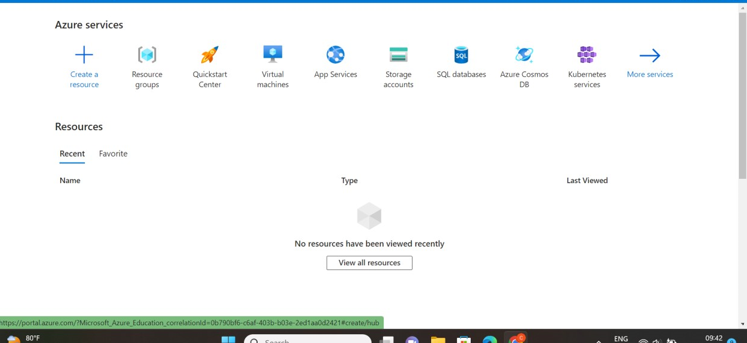 Azure services
Create a resource
Resource groups
Quickstart Center
Virtual machines
App Services
Storage accounts
SQL
SQL databases
Azure Cosmos DB
Kubernetes services
More services
Resources
Recent Favorite
Name Type Last Viewed
No resources have been viewed recently
View all resources
https://portal.azure.com/?Microsoft_Azure_Education_correlationId=0b790bf6-c6af-403b-b03e-2ed1aa0d2421#create/hub
80°F
Search
ENG
09:42